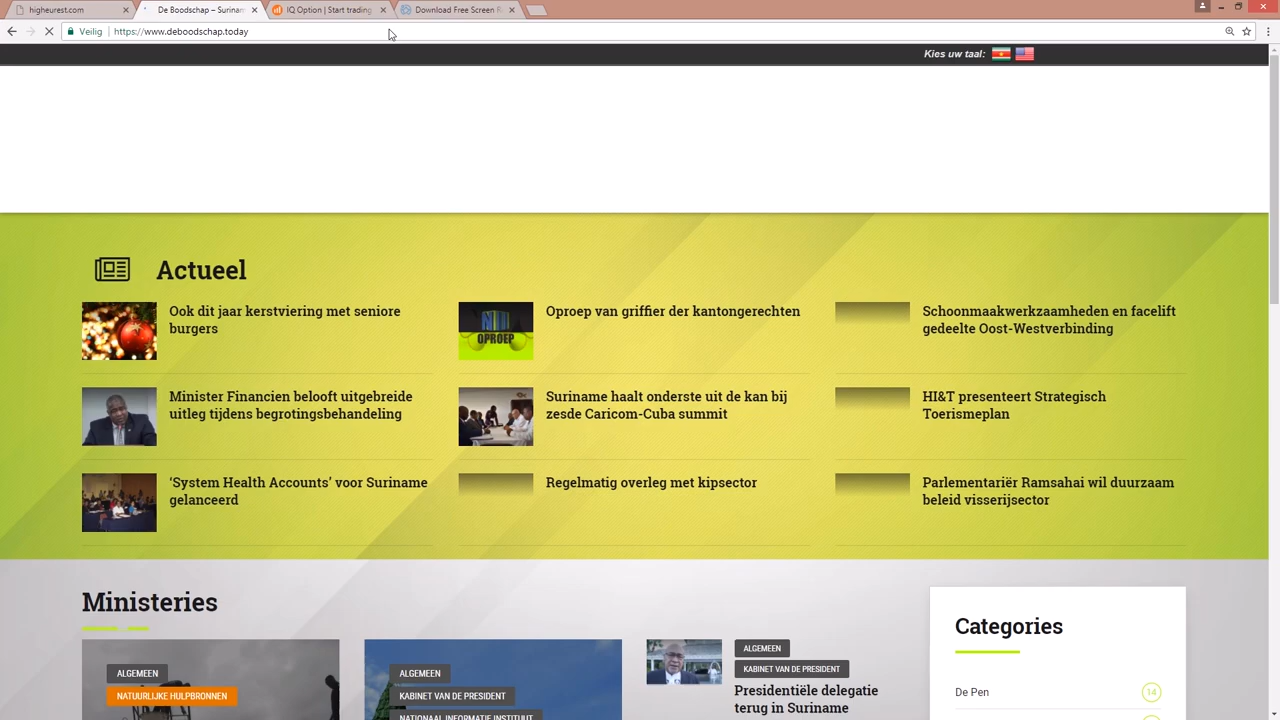 higheurest.com
De Boodschap – Surinam
IQ Option | Start trading
Download Free Screen R
Veilig
https://www.deboodschap.today
Kies uw taal:
Actueel
Ook dit jaar kerstviering met seniore
burgers
OPROEP
Oproep van griffier der kantongerechten
Schoonmaakwerkzaamheden en facelift
gedeelte Oost-Westverbinding
Minister Financien belooft uitgebreide
uitleg tijdens begrotingsbehandeling
Suriname haalt onderste uit de kan bij
zesde Caricom-Cuba summit
HI&T presenteert Strategisch
Toerismeplan
‘System Health Accounts’ voor Suriname
gelanceerd
Regelmatig overleg met kipsector
Parlementariër Ramsahai wil duurzaam
beleid visserijsector
Ministeries
ALGEMEEN
NATUURLIJKE HULPBRONNEN
ALGEMEEN
KABINET VAN DE PRESIDENT
NATIONAAL INFORMATIE INSTITUUT
ALGEMEEN
KABINET VAN DE PRESIDENT
Presidentiële delegatie
terug in Suriname
Categories
De Pen
14